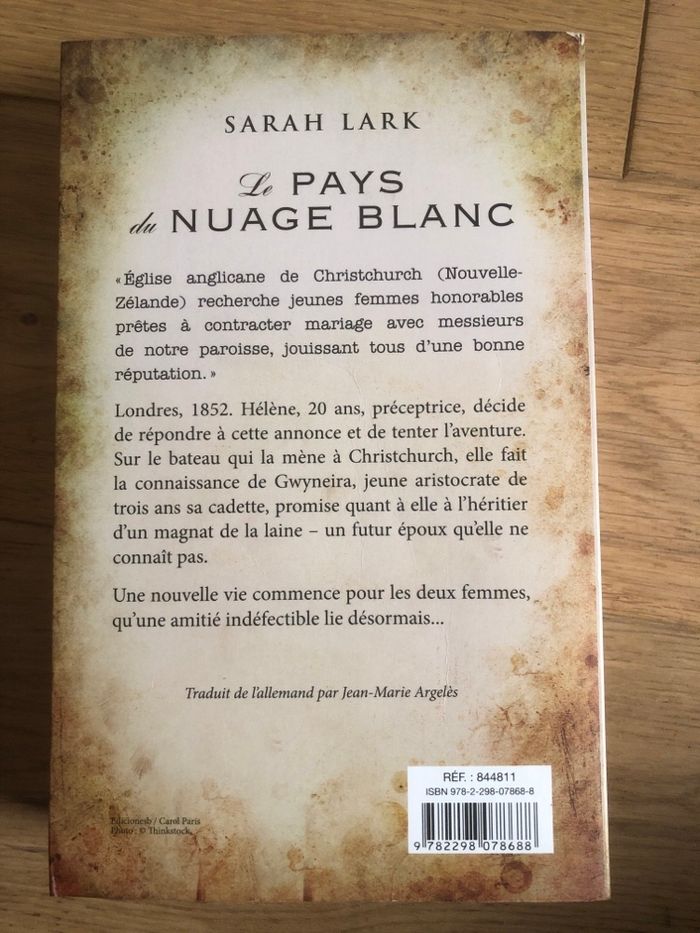 SARAH LARK
Le PAYS
du NUAGE BLANC
« Église anglicane de Christchurch (Nouvelle-
Zélande) recherche jeunes femmes honorables
prêtes à contracter mariage avec messieurs
de notre paroisse, jouissant tous d'une bonne
réputation. »
Londres, 1852. Hélène, 20 ans, préceptrice, décide
de répondre à cette annonce et de tenter l'aventure.
Sur le bateau qui la mène à Christchurch, elle fait
la connaissance de Gwyneira, jeune aristocrate de
trois ans sa cadette, promise quant à elle à l'héritier
d'un magnat de la laine – un futur époux qu'elle ne
connaît pas.
Une nouvelle vie commence pour les deux femmes,
qu'une amitié indéfectible lie désormais...
Traduit de l'allemand par Jean-Marie Argelès
RÉF. : 844811
ISBN 978-2-298-07868-8
9 782298 078688
Edicionesb / Carol Paris
Photo : © Thinkstock